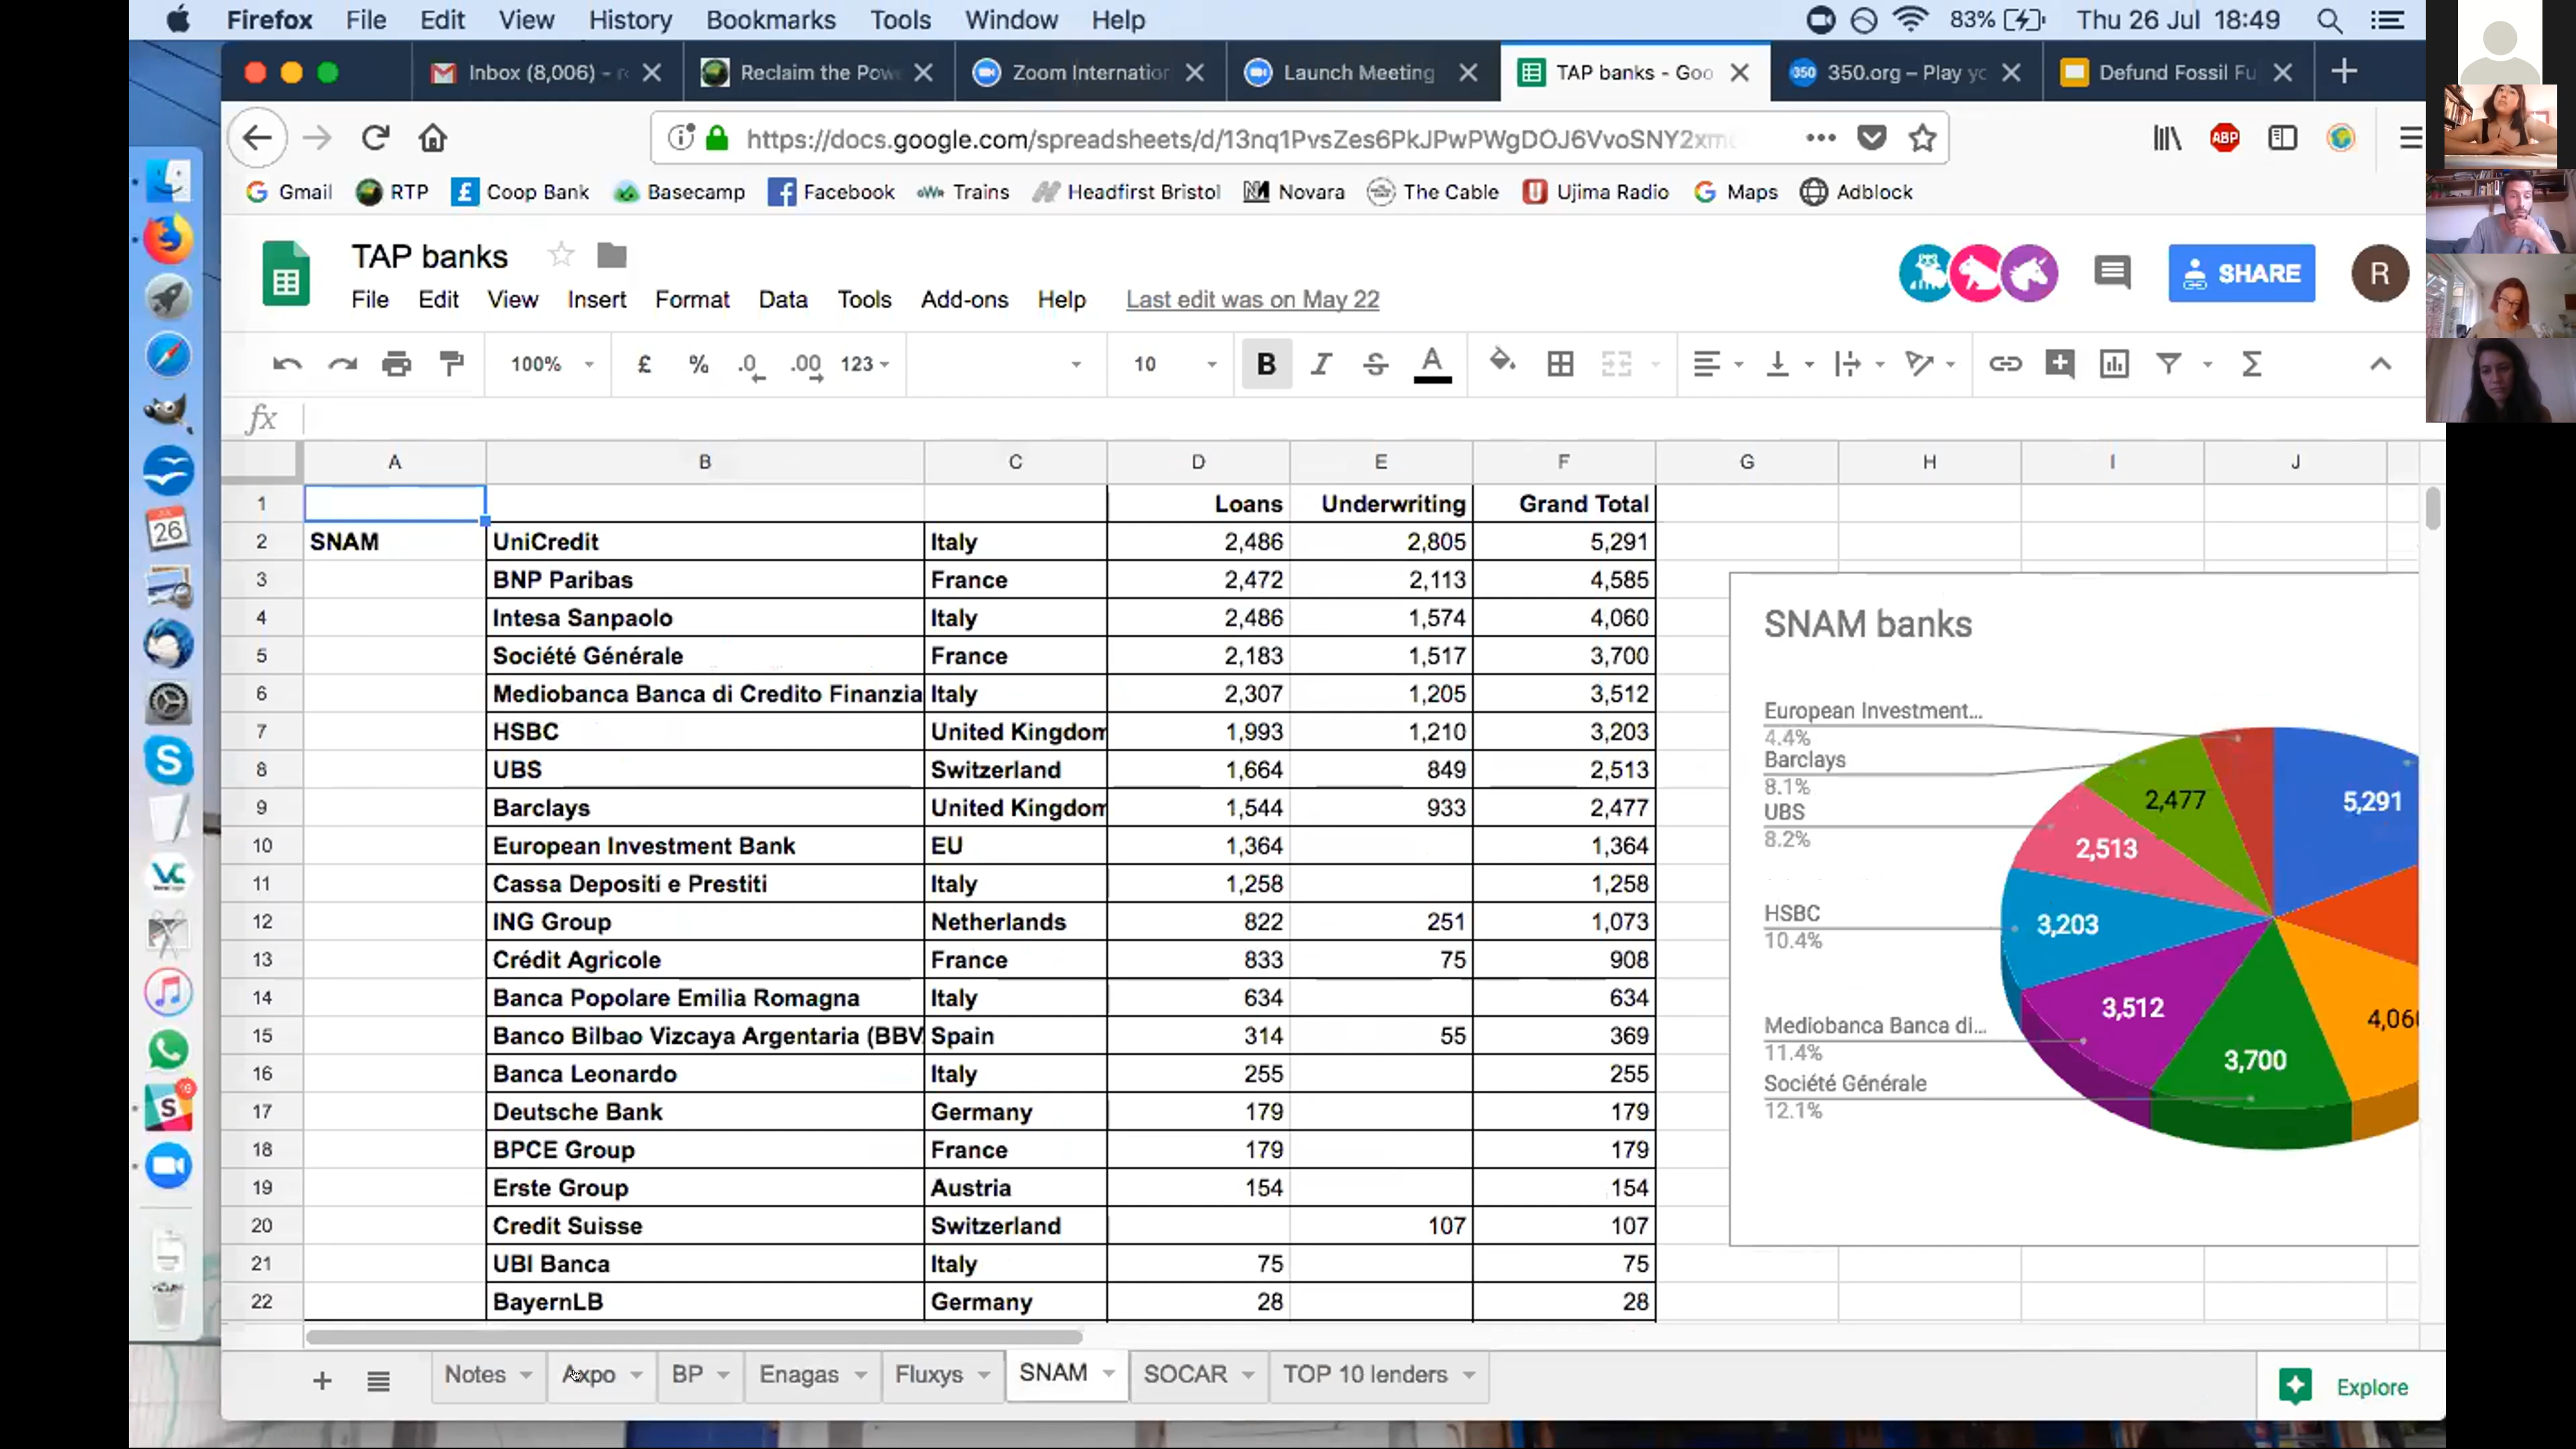 Firefox File Edit View History Bookmarks Tools Window Help 83% Thu 26 Jul 18:49
Inbox (8,006) - Reclaim the Pow Zoom Internation Launch Meeting TAP banks - Goo 350.org – Play yo Defund Fossil Fu
https://docs.google.com/spreadsheets/d/13nq1PvsZes6PkJPwPWgDOJ6VvoSNY2xm ABP
Gmail RTP Coop Bank Basecamp Facebook GWR Trains Headfirst Bristol Novara The Cable Ujima Radio Maps Adblock
TAP banks
SHARE R
File Edit View Insert Format Data Tools Add-ons Help Last edit was on May 22
100% £ % .0 .00 123 10 B I S A Σ
fx
A B C D E F G H I J
1 Loans Underwriting Grand Total
2 SNAM UniCredit Italy 2,486 2,805 5,291
3 BNP Paribas France 2,472 2,113 4,585
4 Intesa Sanpaolo Italy 2,486 1,574 4,060
5 Société Générale France 2,183 1,517 3,700
6 Mediobanca Banca di Credito Finanzia Italy 2,307 1,205 3,512
7 HSBC United Kingdom 1,993 1,210 3,203
8 UBS Switzerland 1,664 849 2,513
9 Barclays United Kingdom 1,544 933 2,477
10 European Investment Bank EU 1,364 1,364
11 Cassa Depositi e Prestiti Italy 1,258 1,258
12 ING Group Netherlands 822 251 1,073
13 Crédit Agricole France 833 75 908
14 Banca Popolare Emilia Romagna Italy 634 634
15 Banco Bilbao Vizcaya Argentaria (BBV Spain 314 55 369
16 Banca Leonardo Italy 255 255
17 Deutsche Bank Germany 179 179
18 BPCE Group France 179 179
19 Erste Group Austria 154 154
20 Credit Suisse Switzerland 107 107
21 UBI Banca Italy 75 75
22 BayernLB Germany 28 28
SNAM banks
European Investment...
4.4%
Barclays
8.1%
UBS
8.2%
HSBC
10.4%
Mediobanca Banca di...
11.4%
Société Générale
12.1%
2,477
5,291
2,513
3,203
3,512
4,060
3,700
Notes Axpo BP Enagas Fluxys SNAM SOCAR TOP 10 lenders Explore
JUL
26